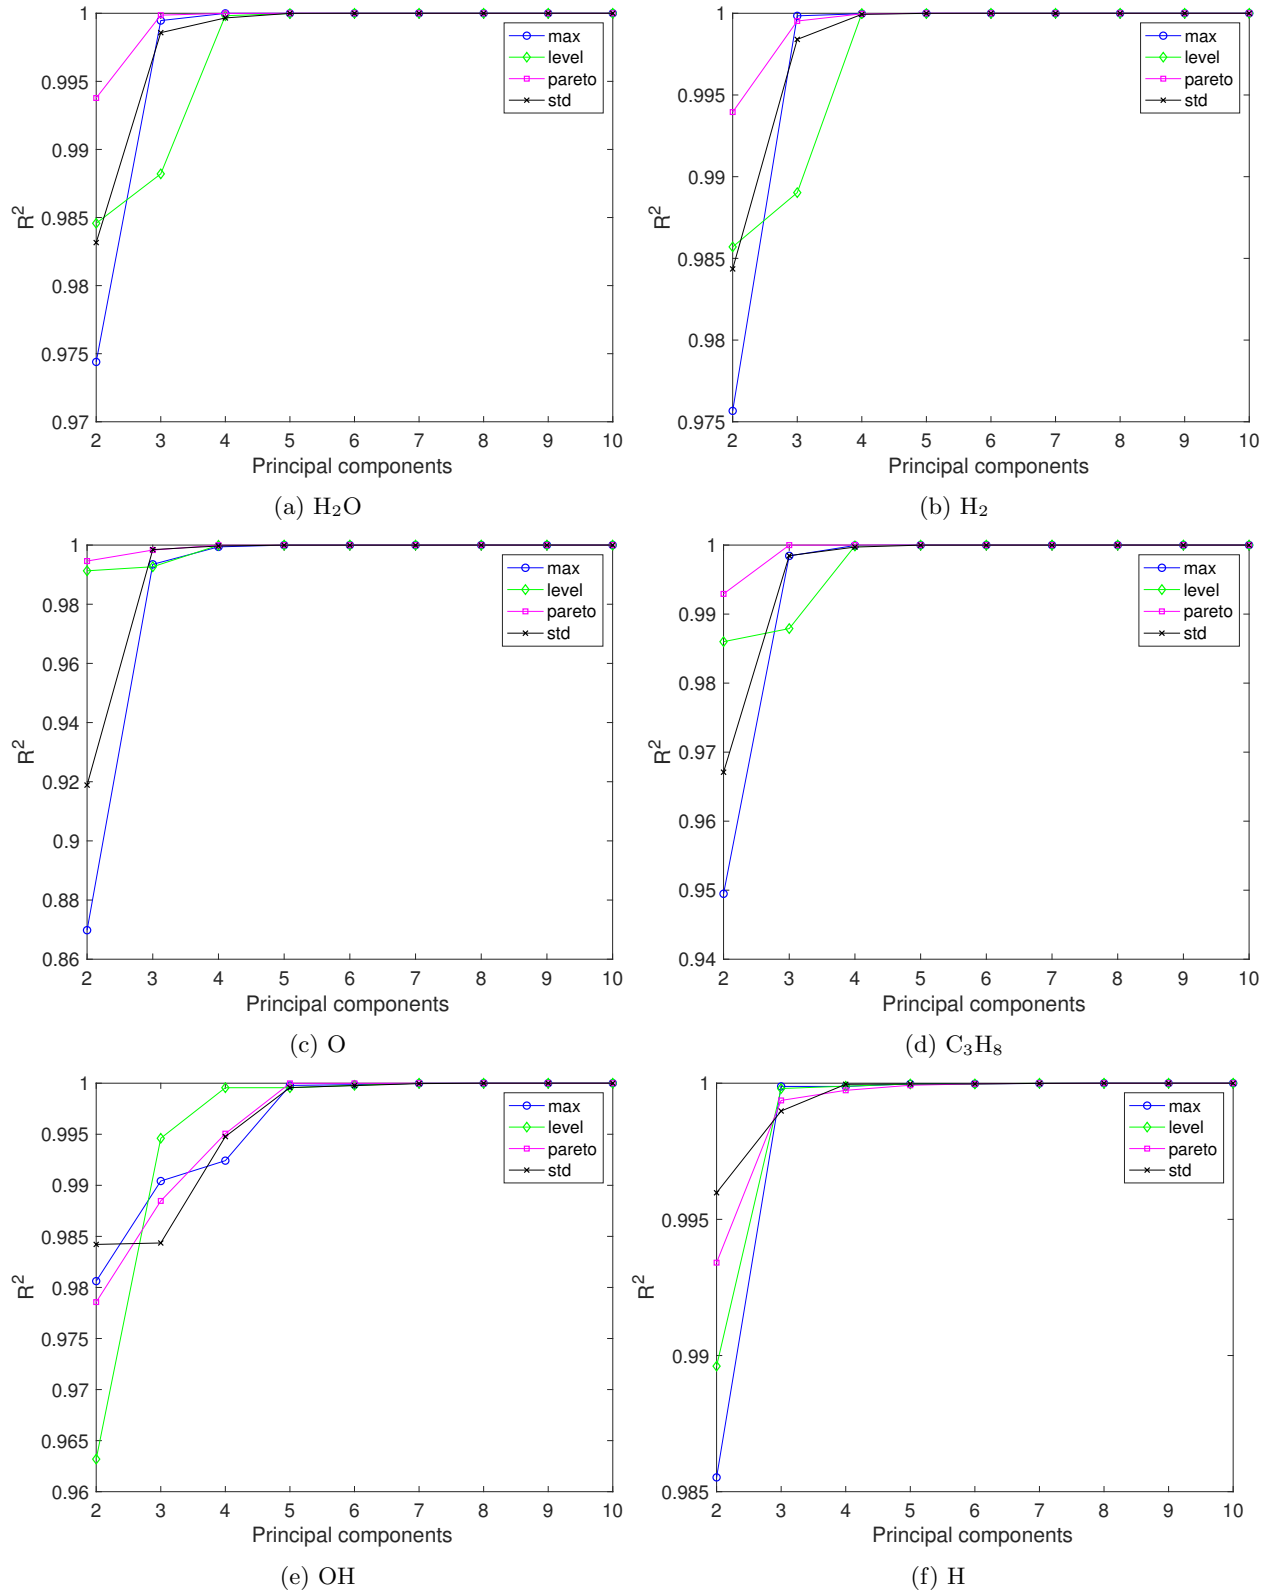 1
0.995
0.99
0.985
0.98
0.975
0.97
R²
2 3 4 5 6 7 8 9 10
Principal components
max
level
pareto
std
(a) H₂O
1
0.995
0.99
0.985
0.98
0.975
R²
2 3 4 5 6 7 8 9 10
Principal components
max
level
pareto
std
(b) H₂
1
0.98
0.96
0.94
0.92
0.9
0.88
0.86
R²
2 3 4 5 6 7 8 9 10
Principal components
max
level
pareto
std
(c) O
1
0.99
0.98
0.97
0.96
0.95
0.94
R²
2 3 4 5 6 7 8 9 10
Principal components
max
level
pareto
std
(d) C₃H₈
1
0.995
0.99
0.985
0.98
0.975
0.97
0.965
0.96
R²
2 3 4 5 6 7 8 9 10
Principal components
max
level
pareto
std
(e) OH
1
0.995
0.99
0.985
R²
2 3 4 5 6 7 8 9 10
Principal components
max
level
pareto
std
(f) H